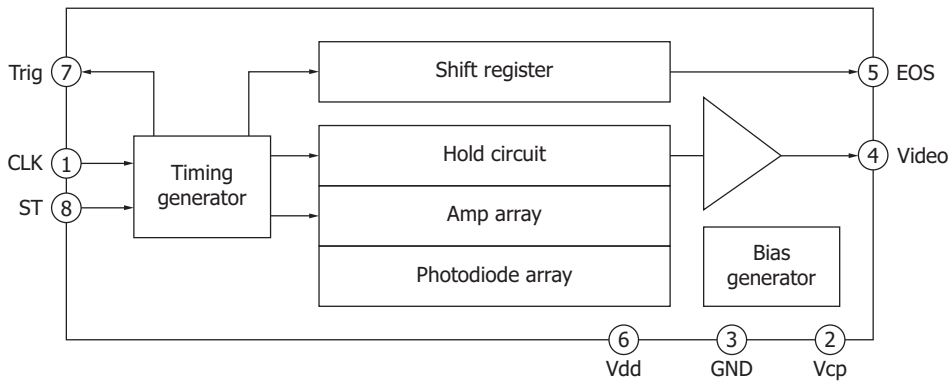 Trig
7
Shift register
5
EOS
CLK
1
Timing
generator
Hold circuit
4
Video
ST
8
Amp array
Photodiode array
Bias
generator
6
3
2
Vdd
GND
Vcp